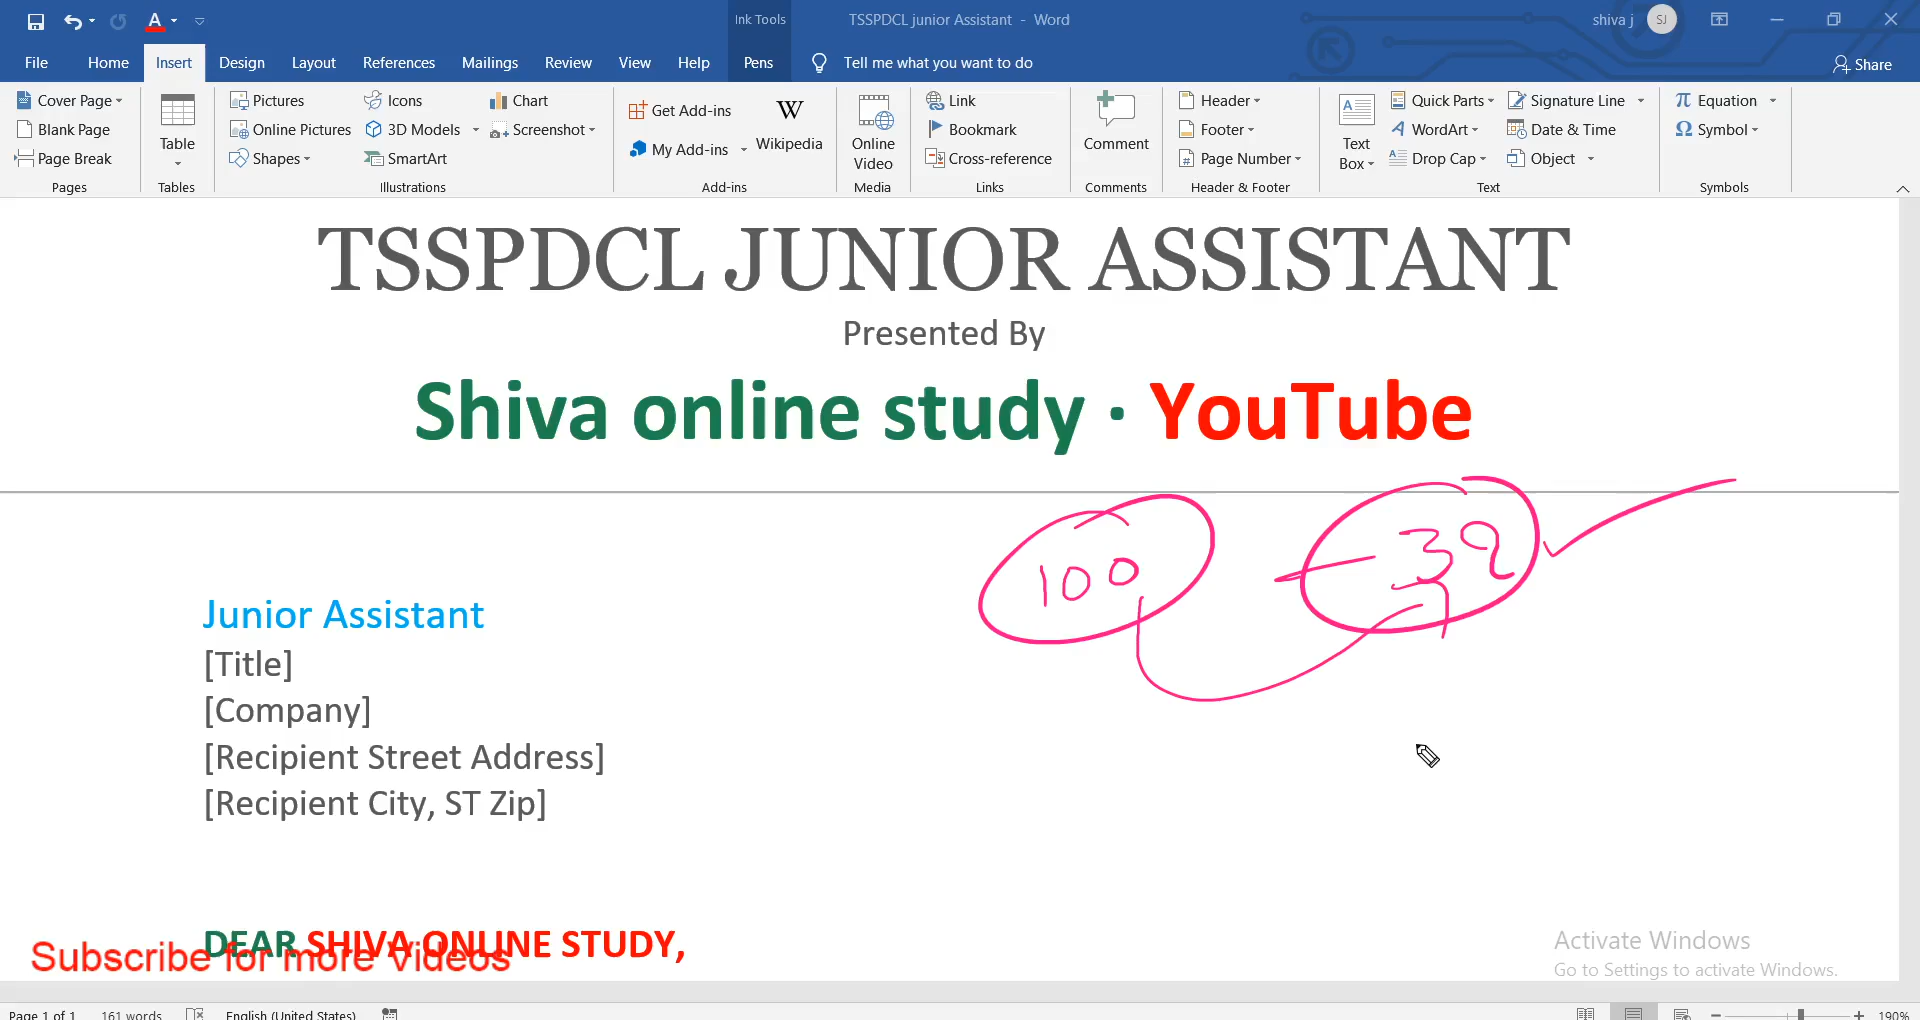 Ink Tools
TSSPDCL junior Assistant - Word
shiva j
SJ
File Home Insert Design Layout References Mailings Review View Help Pens Tell me what you want to do Share
Cover Page
Blank Page
Page Break
Pages
Table
Tables
Pictures
Online Pictures
Shapes
Icons
3D Models
SmartArt
Chart
Screenshot
Illustrations
Get Add-ins
My Add-ins
Wikipedia
Add-ins
Online
Video
Media
Link
Bookmark
Cross-reference
Links
Comment
Comments
Header
Footer
Page Number
Header & Footer
Text
Box
Quick Parts
WordArt
Drop Cap
Signature Line
Date & Time
Object
Text
Equation
Symbol
Symbols
TSSPDCL JUNIOR ASSISTANT
Presented By
Shiva online study · YouTube
100 - 39
Junior Assistant
[Title]
[Company]
[Recipient Street Address]
[Recipient City, ST Zip]
DEAR SHIVA ONLINE STUDY,
Subscribe for more Videos
Activate Windows
Go to Settings to activate Windows.
Page 1 of 1 161 words English (United States) 190%